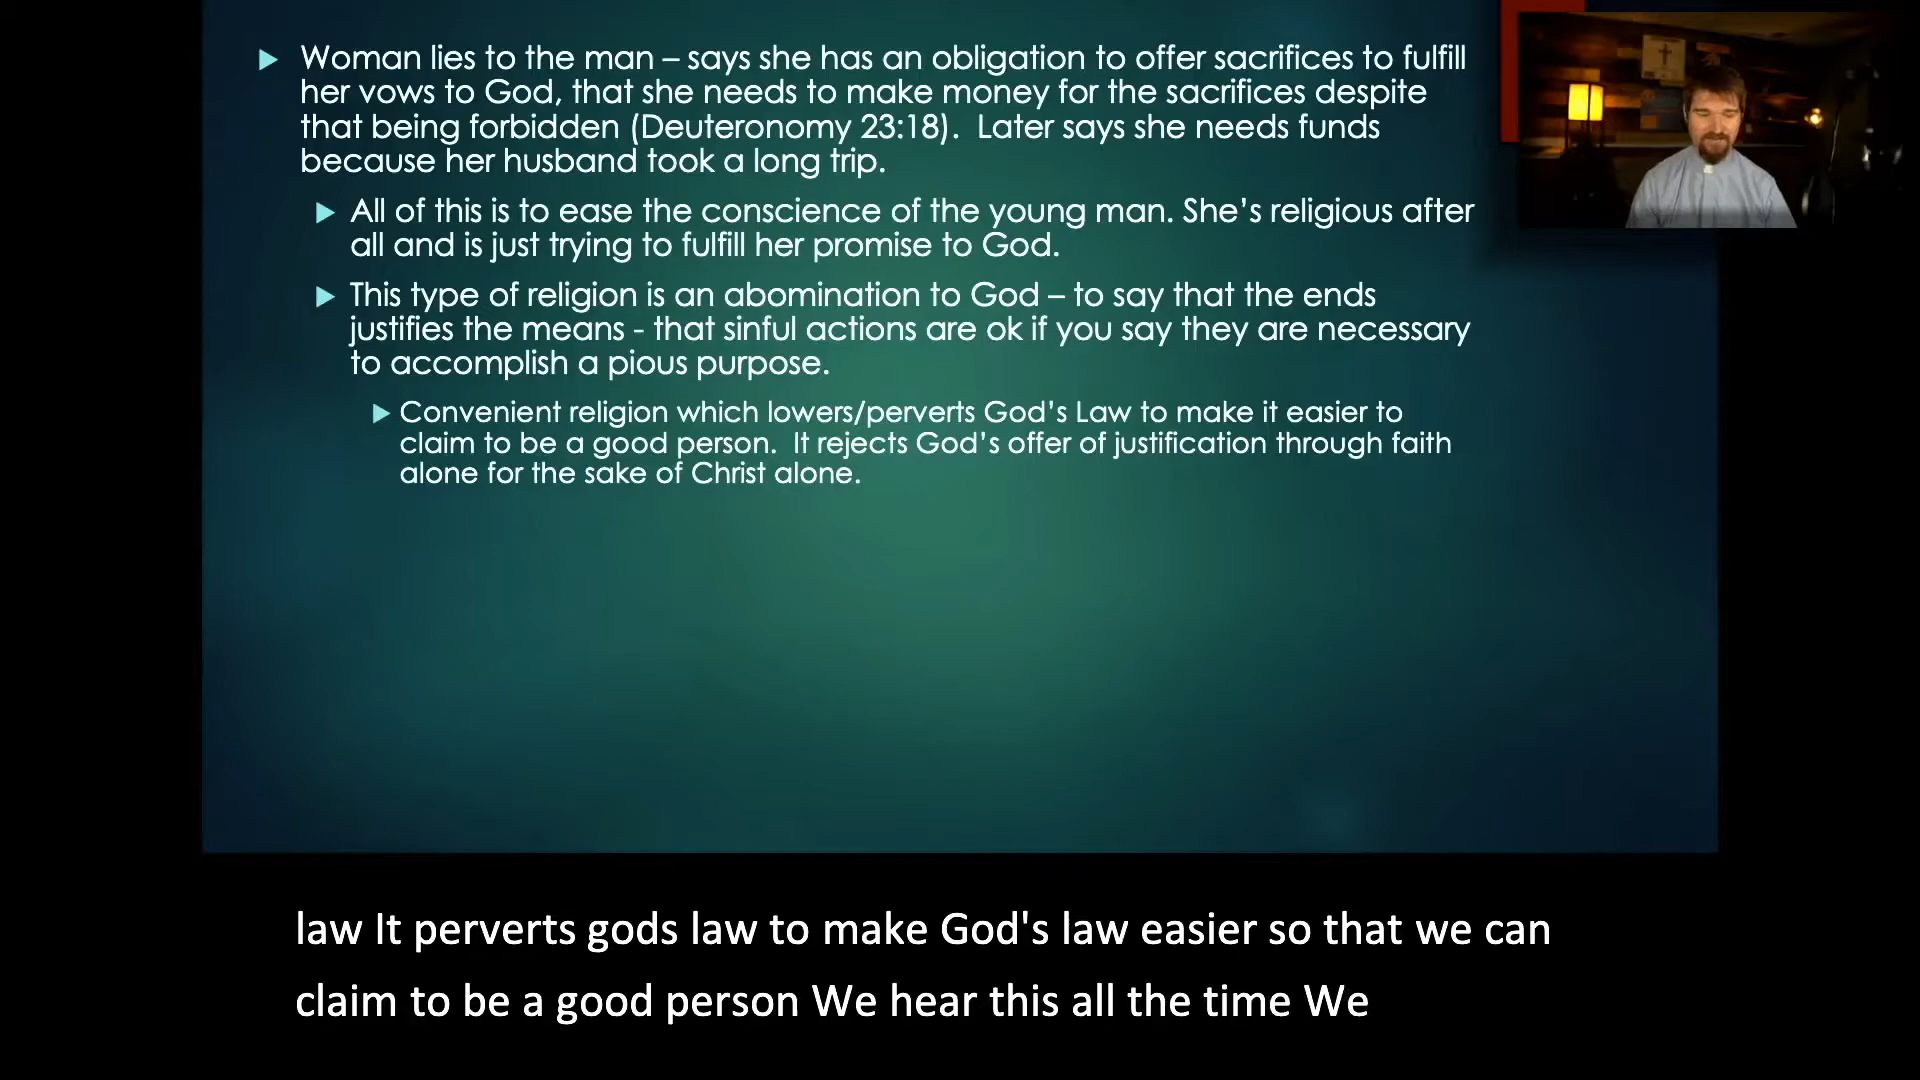 Woman lies to the man – says she has an obligation to offer sacrifices to fulfill
her vows to God, that she needs to make money for the sacrifices despite
that being forbidden (Deuteronomy 23:18).  Later says she needs funds
because her husband took a long trip.
All of this is to ease the conscience of the young man. She’s religious after
all and is just trying to fulfill her promise to God.
This type of religion is an abomination to God – to say that the ends
justifies the means - that sinful actions are ok if you say they are necessary
to accomplish a pious purpose.
Convenient religion which lowers/perverts God’s Law to make it easier to
claim to be a good person.  It rejects God’s offer of justification through faith
alone for the sake of Christ alone.
law It perverts gods law to make God's law easier so that we can
claim to be a good person We hear this all the time We